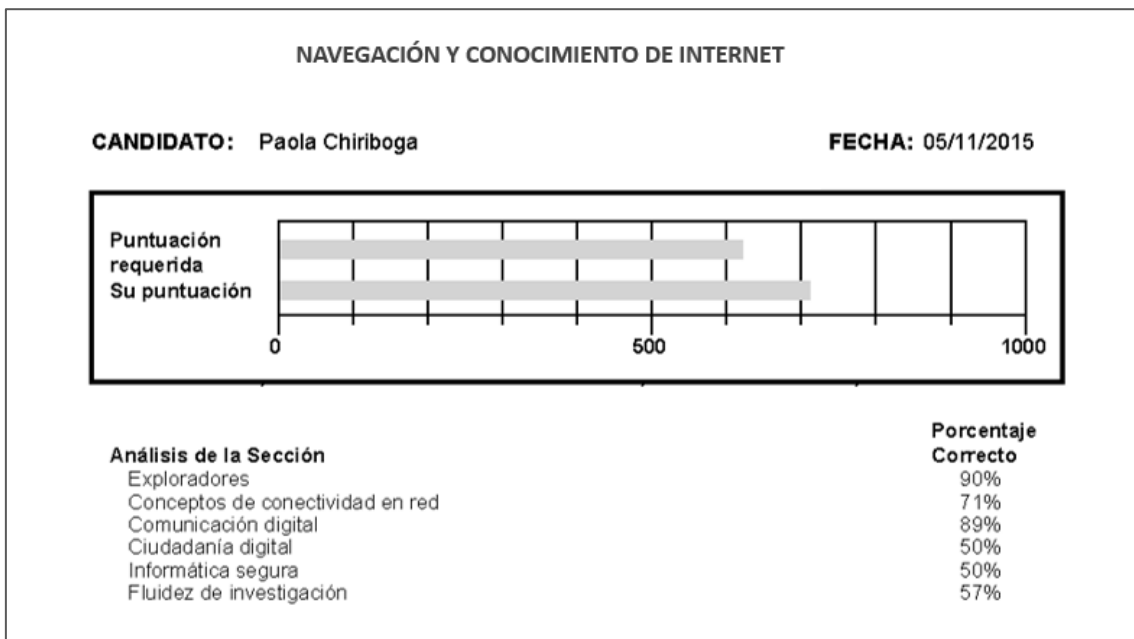 NAVEGACIÓN Y CONOCIMIENTO DE INTERNET
CANDIDATO: Paola Chiriboga FECHA: 05/11/2015
Puntuación
requerida
Su puntuación
0 500 1000
Porcentaje
Análisis de la Sección Correcto
Exploradores 90%
Conceptos de conectividad en red 71%
Comunicación digital 89%
Ciudadanía digital 50%
Informática segura 50%
Fluidez de investigación 57%